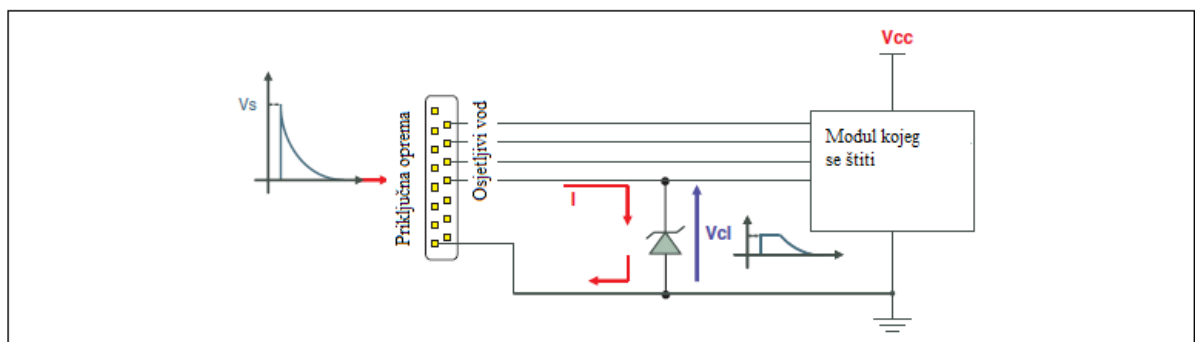 Vcc
Vs
Priključna oprema
Osjetljivi vod
Modul kojeg
se štiti
I
Vcl